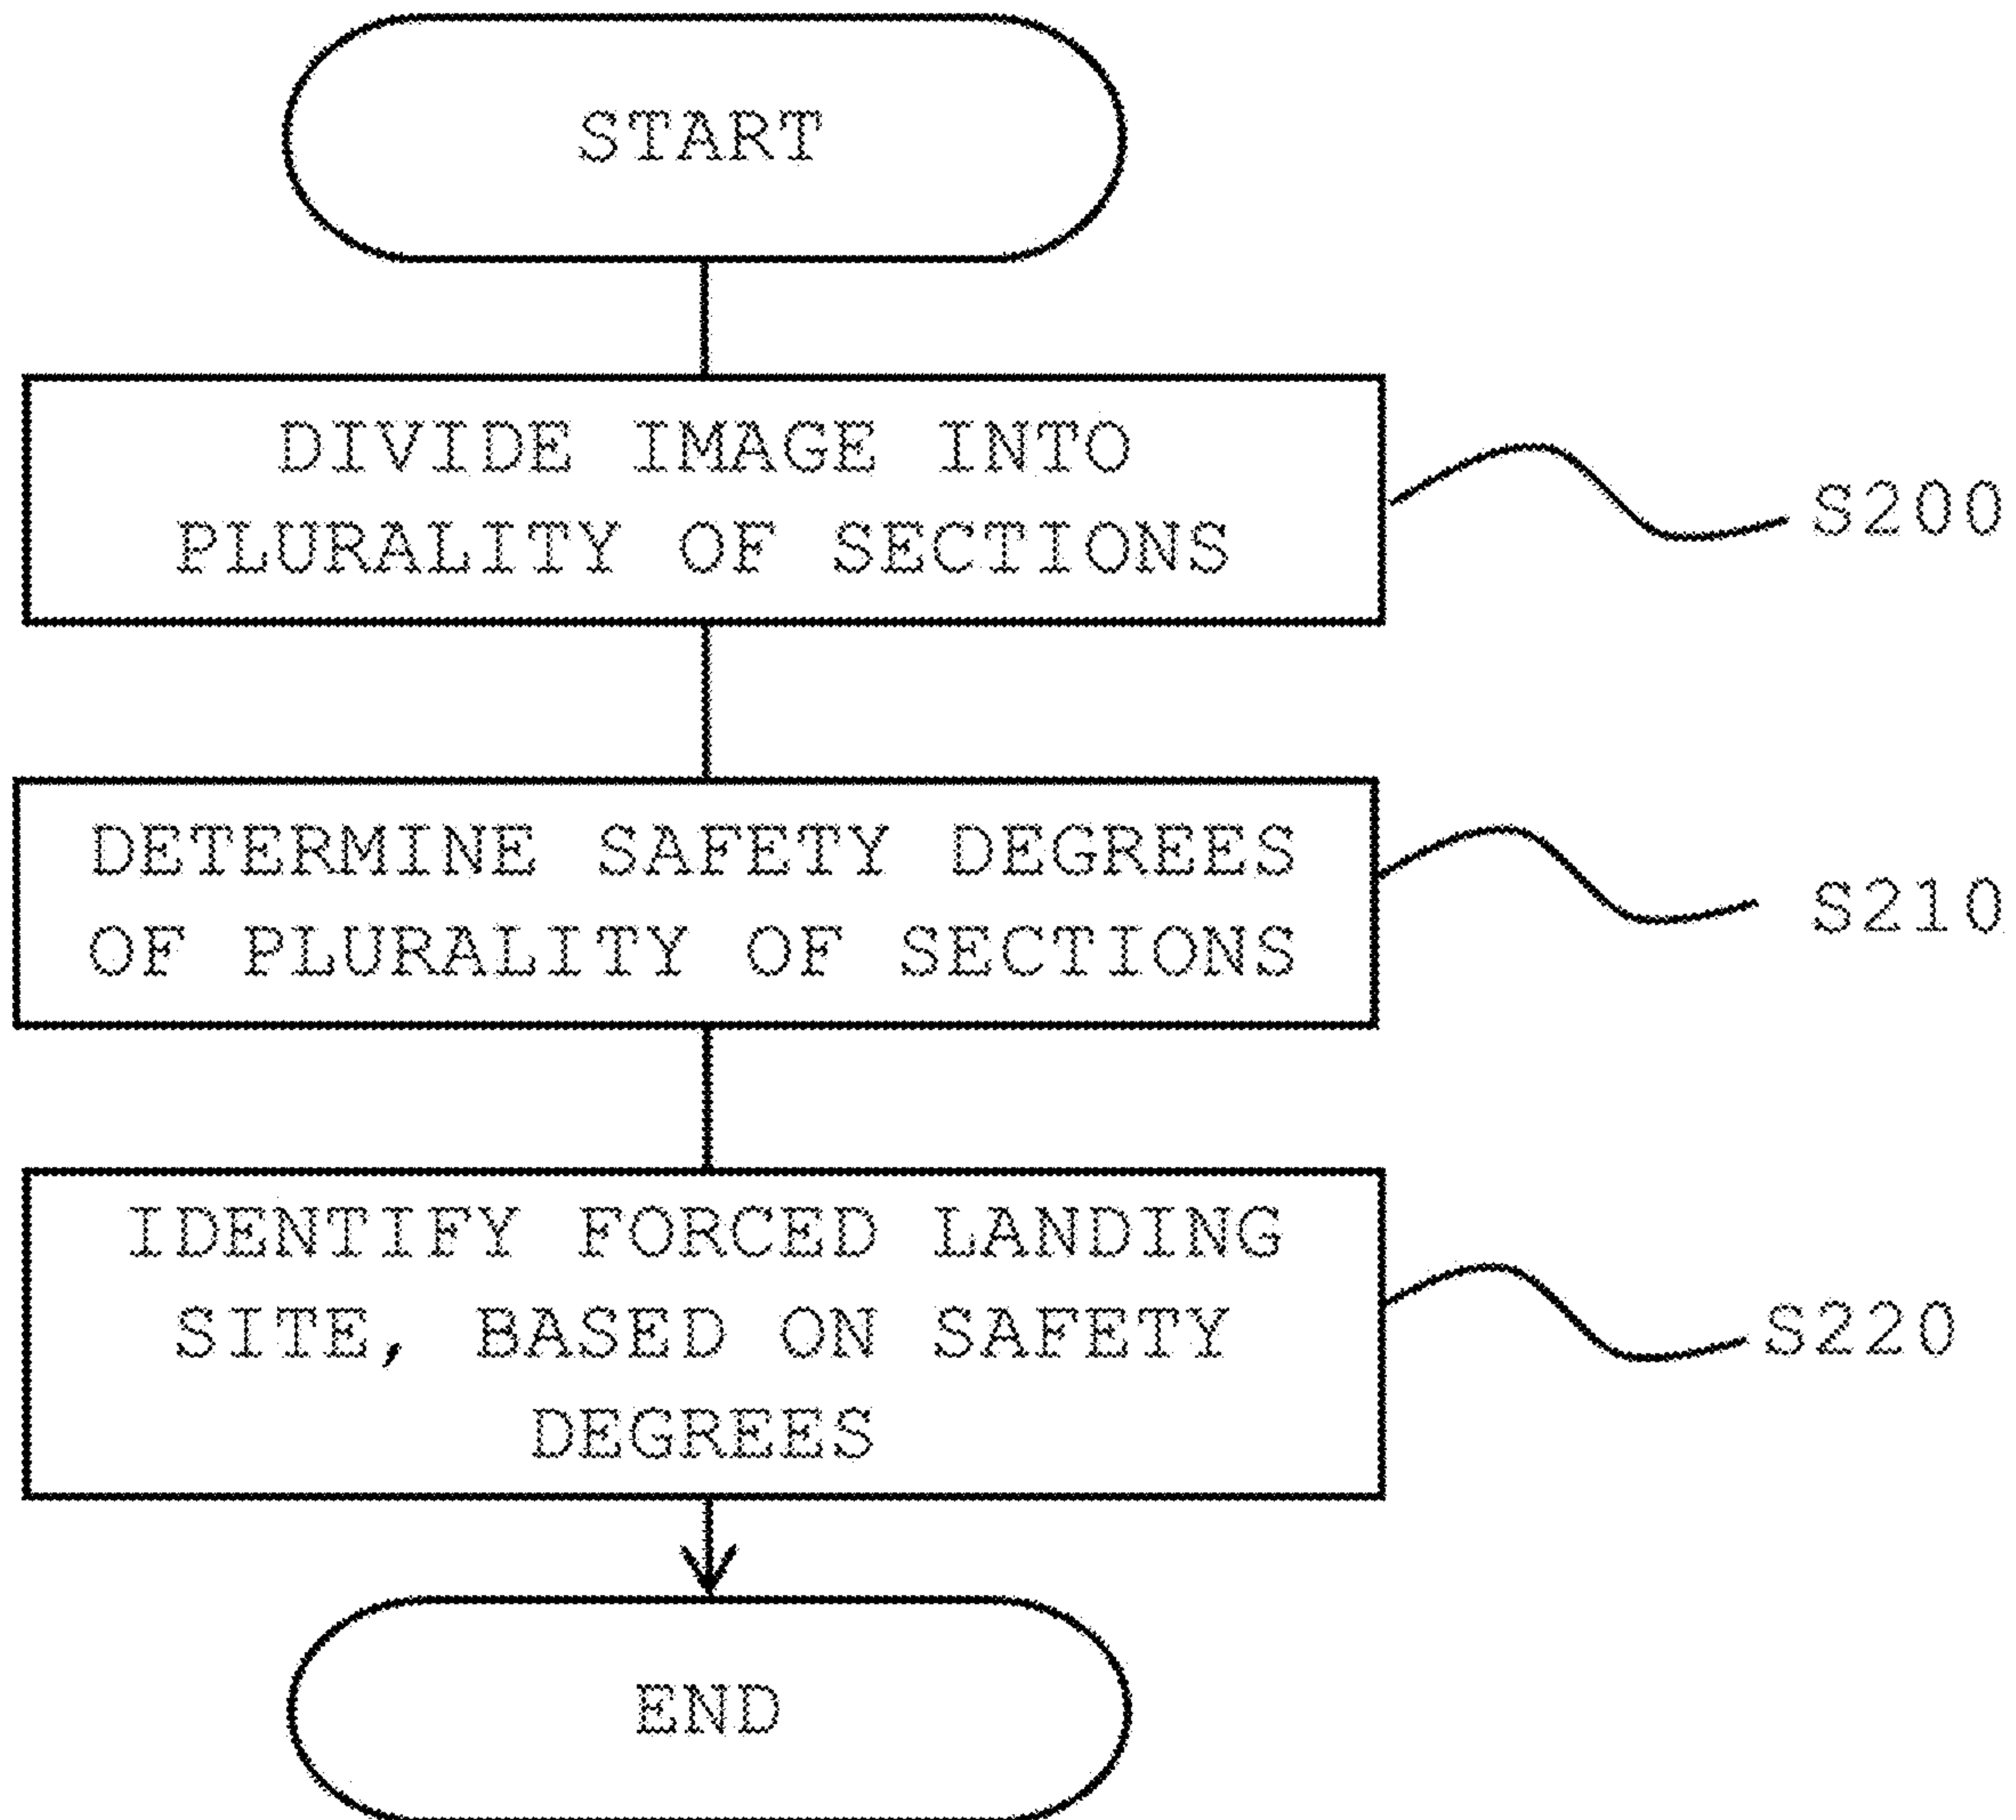 START
DIVIDE IMAGE INTO
PLURALITY OF SECTIONS
S200
DETERMINE SAFETY DEGREES
OF PLURALITY OF SECTIONS
S210
IDENTIFY FORCED LANDING
SITE, BASED ON SAFETY
DEGREES
S220
END